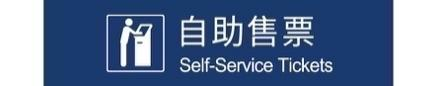 自助售票
Self-Service Tickets